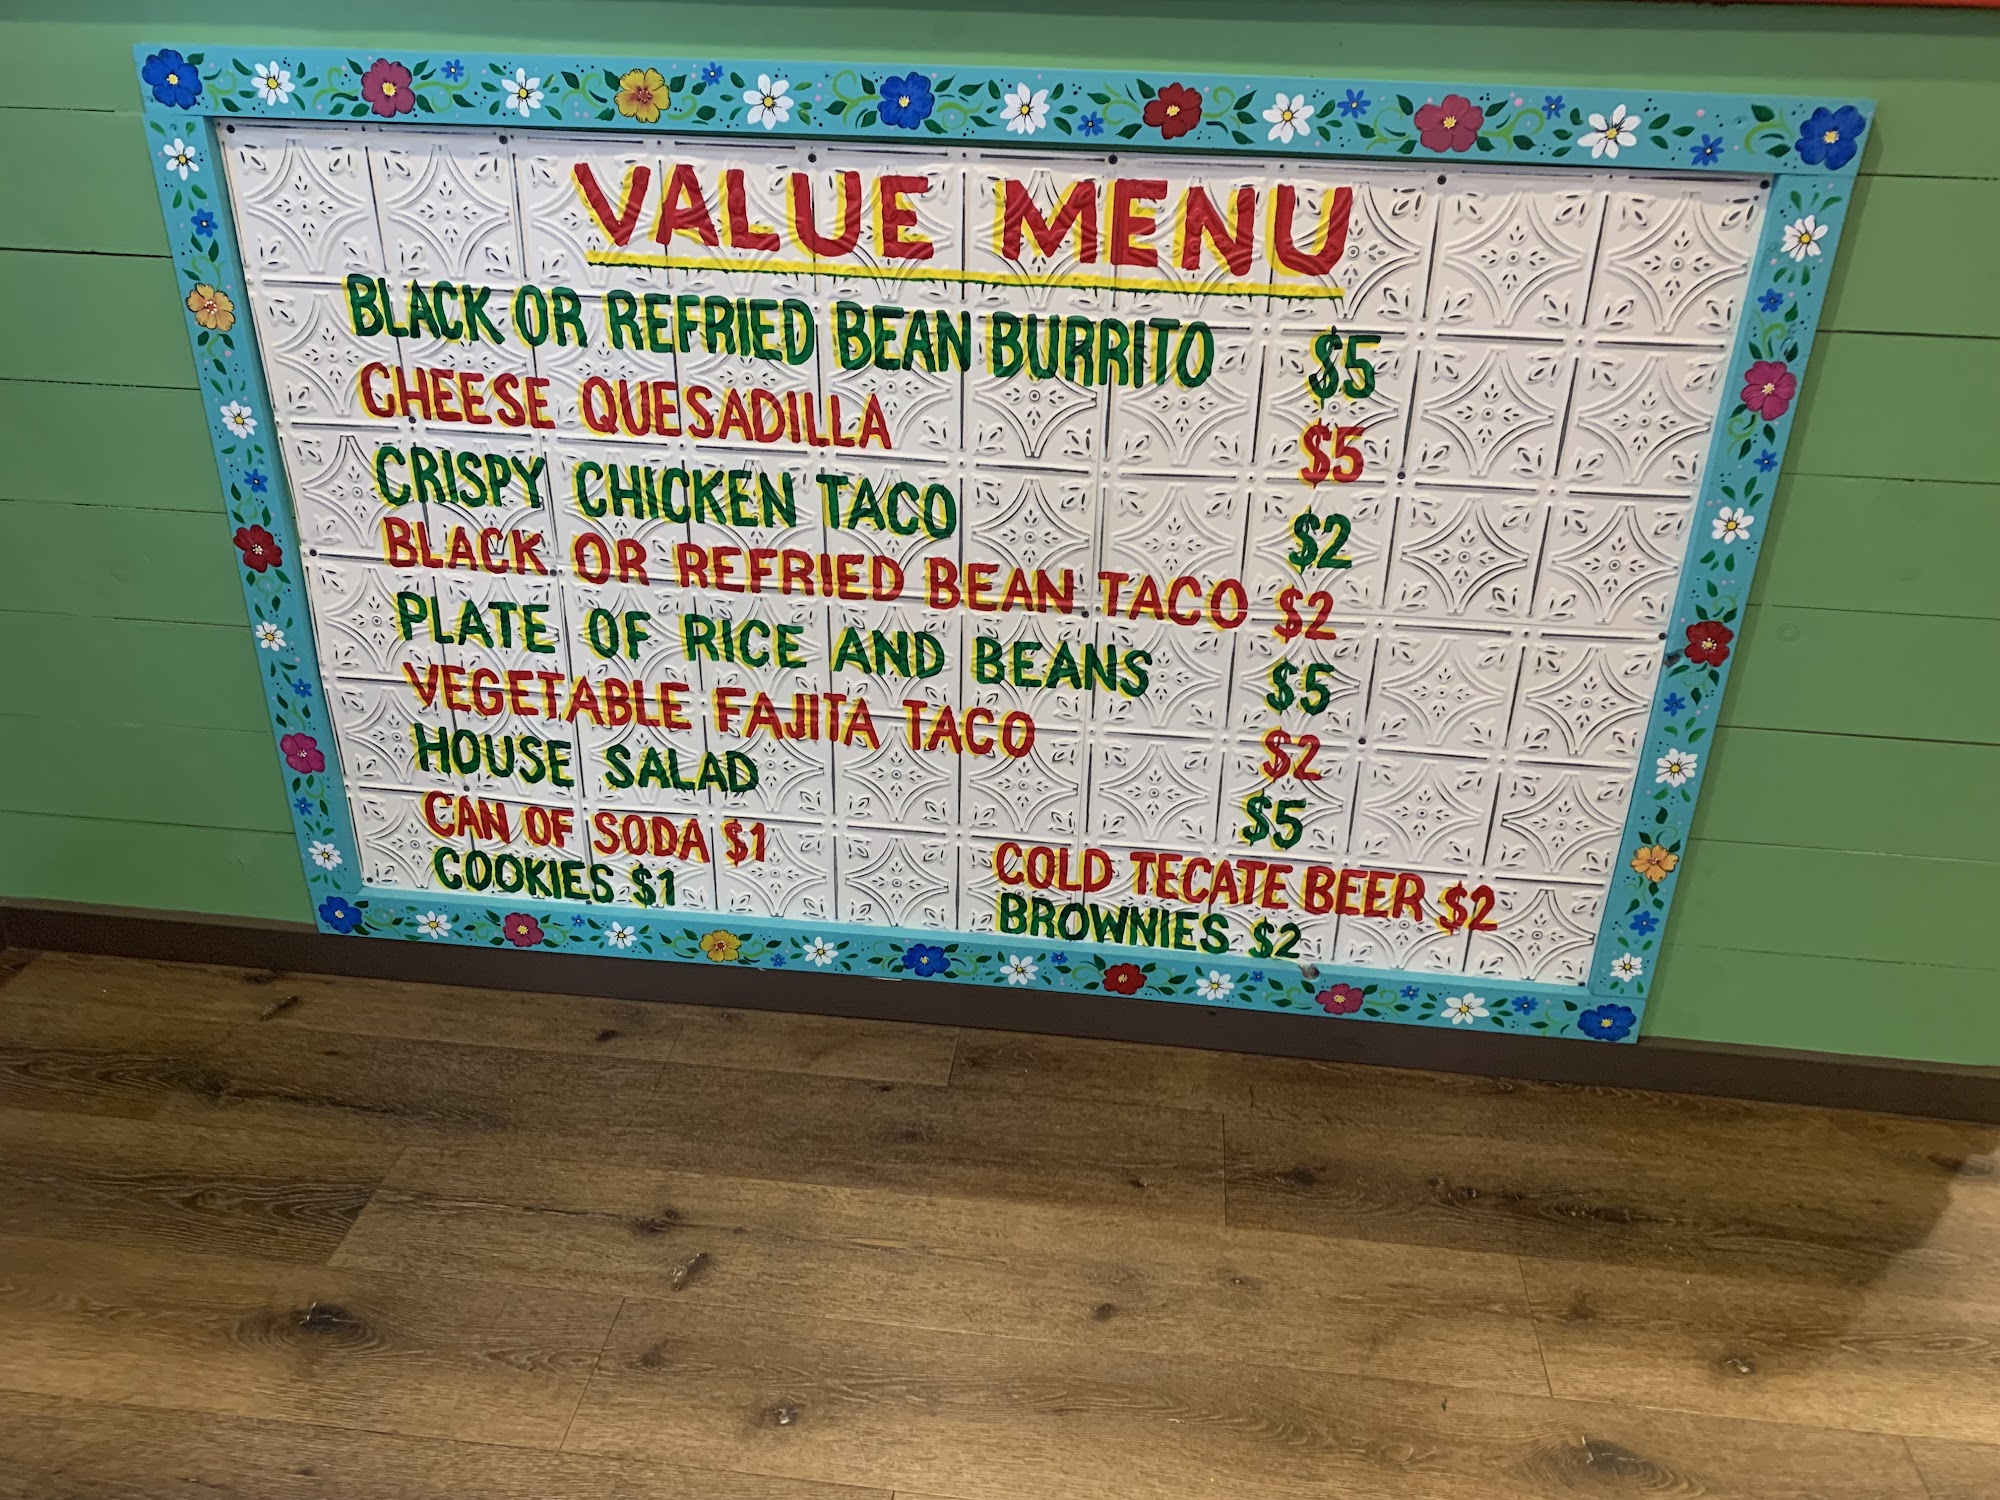 VALUE MENU
BLACK OR REFRIED BEAN BURRITO $5
CHEESE QUESADILLA $5
CRISPY CHICKEN TACO $2
BLACK OR REFRIED BEAN TACO $2
PLATE OF RICE AND BEANS $5
VEGETABLE FAJITA TACO $2
HOUSE SALAD $5
CAN OF SODA $1 COLD TECATE BEER $2
COOKIES $1 BROWNIES $2